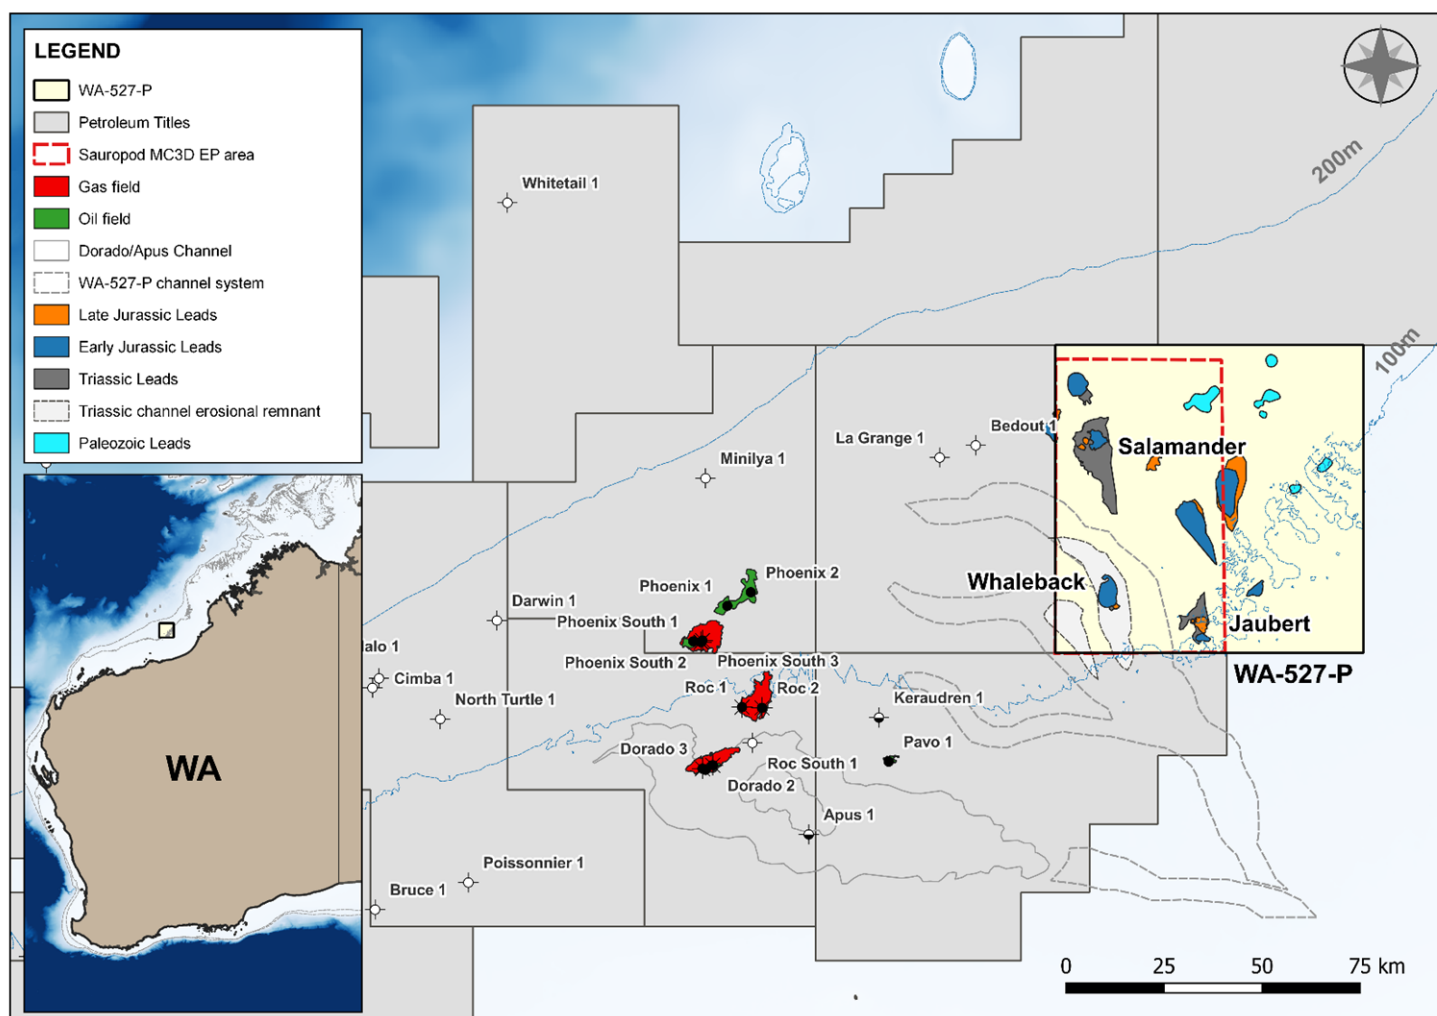 LEGEND
WA-527-P
Petroleum Titles
Sauropod MC3D EP area
Gas field
Oil field
Dorado/Apus Channel
WA-527-P channel system
Late Jurassic Leads
Early Jurassic Leads
Triassic Leads
Triassic channel erosional remnant
Paleozoic Leads
WA
Whitetail 1
200m
100m
La Grange 1
Bedout 1
Minilya 1
Salamander
Phoenix 1
Phoenix 2
Whaleback
Darwin 1
Phoenix South 1
Jaubert
Phoenix South 2
Phoenix South 3
WA-527-P
alo 1
Cimba 1
North Turtle 1
Roc 1
Roc 2
Keraudren 1
Dorado 3
Roc South 1
Pavo 1
Dorado 2
Apus 1
Poissonnier 1
Bruce 1
0 25 50 75 km